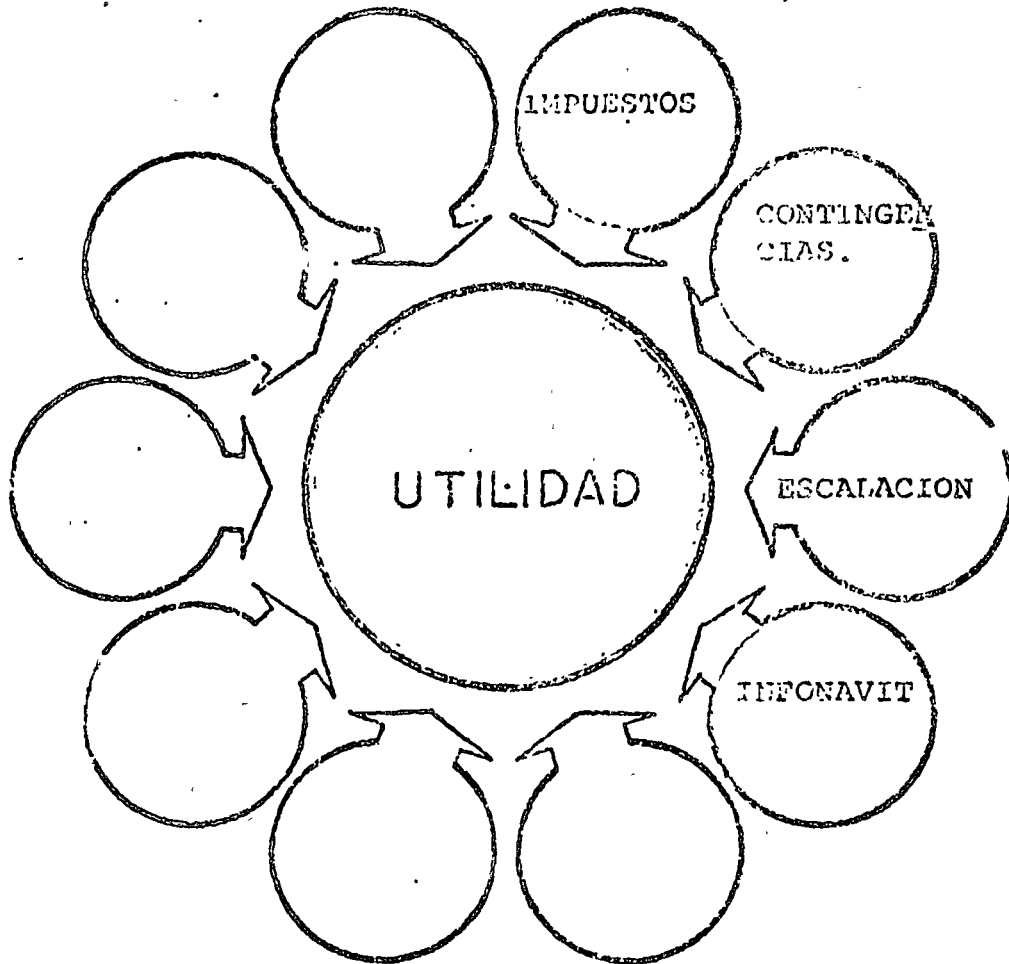 IMPUESTOS
CONTINGEN
CIAS.
UTILIDAD
ESCALACION
INFONAVIT